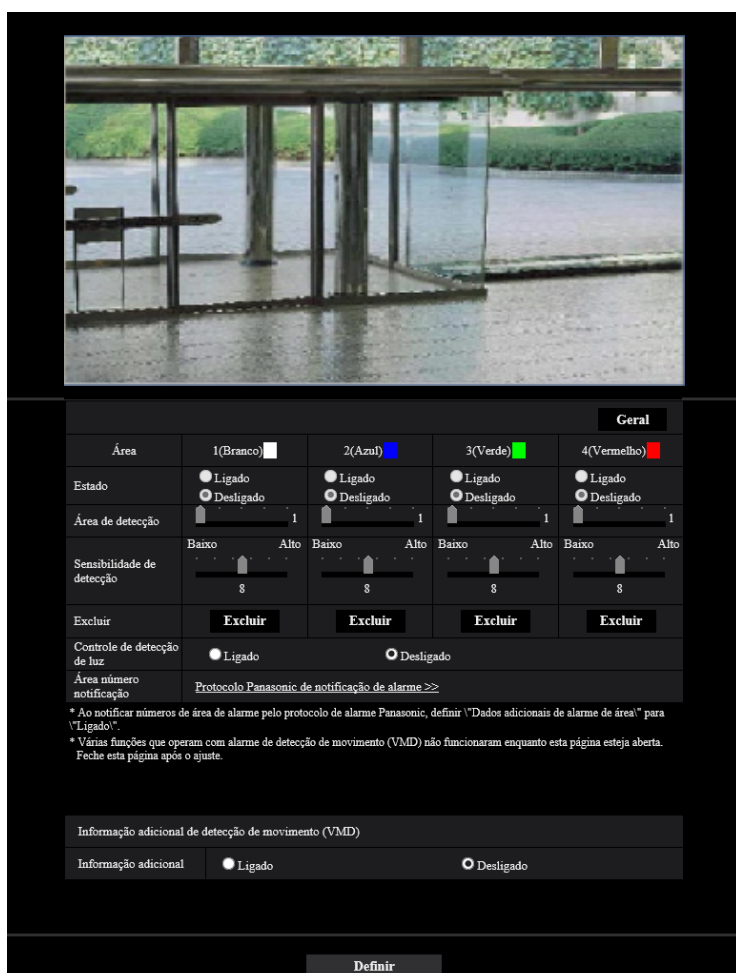 Geral
Área 1(Branco) 2(Azul) 3(Verde) 4(Vermelho)
Estado
Ligado Ligado Ligado Ligado
Desligado Desligado Desligado Desligado
Área de detecção 1 1 1 1
Baixo Alto Baixo Alto Baixo Alto Baixo Alto
Sensibilidade de
detecção
8 8 8 8
Excluir Excluir Excluir Excluir Excluir
Controle de detecção
de luz
Ligado Desligado
Área número
notificação
Protocolo Panasonic de notificação de alarme >>
* Ao notificar números de área de alarme pelo protocolo de alarme Panasonic, definir \"Dados adicionais de alarme de área\" para
\"Ligado\".
* Várias funções que operam com alarme de detecção de movimento (VMD) não funcionaram enquanto esta página esteja aberta.
Feche esta página após o ajuste.
Informação adicional de detecção de movimento (VMD)
Informação adicional Ligado Desligado
Definir